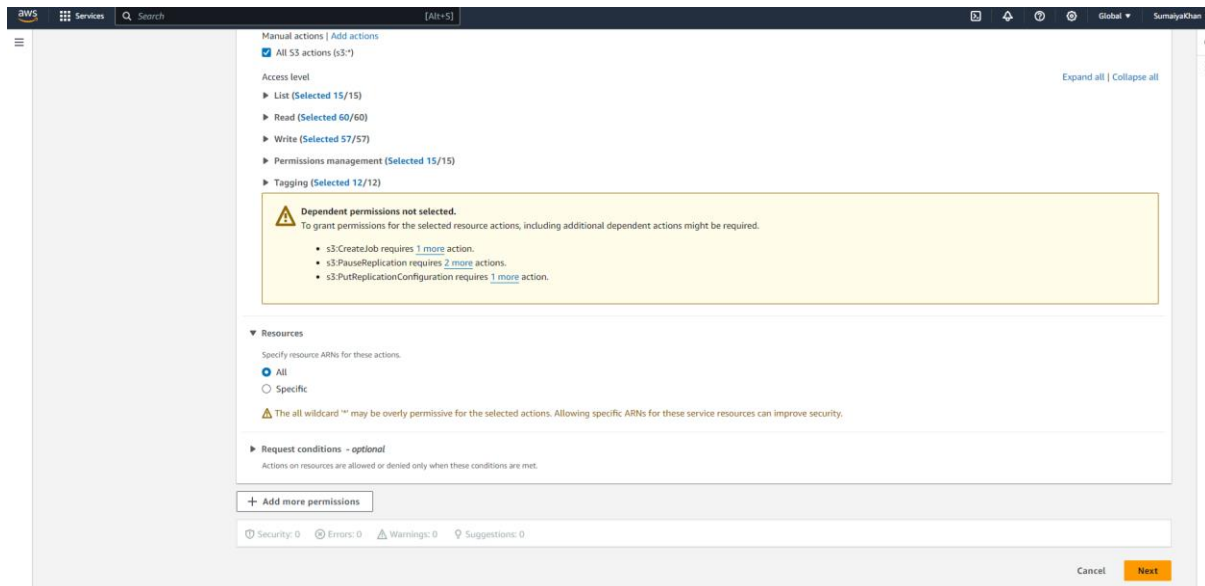 aws Services Search [Alt+S] Global SumaiyaKhan
Manual actions | Add actions
All S3 actions (s3:*)
Access level Expand all | Collapse all
List (Selected 15/15)
Read (Selected 60/60)
Write (Selected 57/57)
Permissions management (Selected 15/15)
Tagging (Selected 12/12)
Dependent permissions not selected.
To grant permissions for the selected resource actions, including additional dependent actions might be required.
• s3:CreateJob requires 1 more action.
• s3:PauseReplication requires 2 more actions.
• s3:PutReplicationConfiguration requires 1 more action.
Resources
Specify resource ARNs for these actions.
All
Specific
The all wildcard '*' may be overly permissive for the selected actions. Allowing specific ARNs for these service resources can improve security.
Request conditions - optional
Actions on resources are allowed or denied only when these conditions are met.
+ Add more permissions
Security: 0 Errors: 0 Warnings: 0 Suggestions: 0
Cancel Next